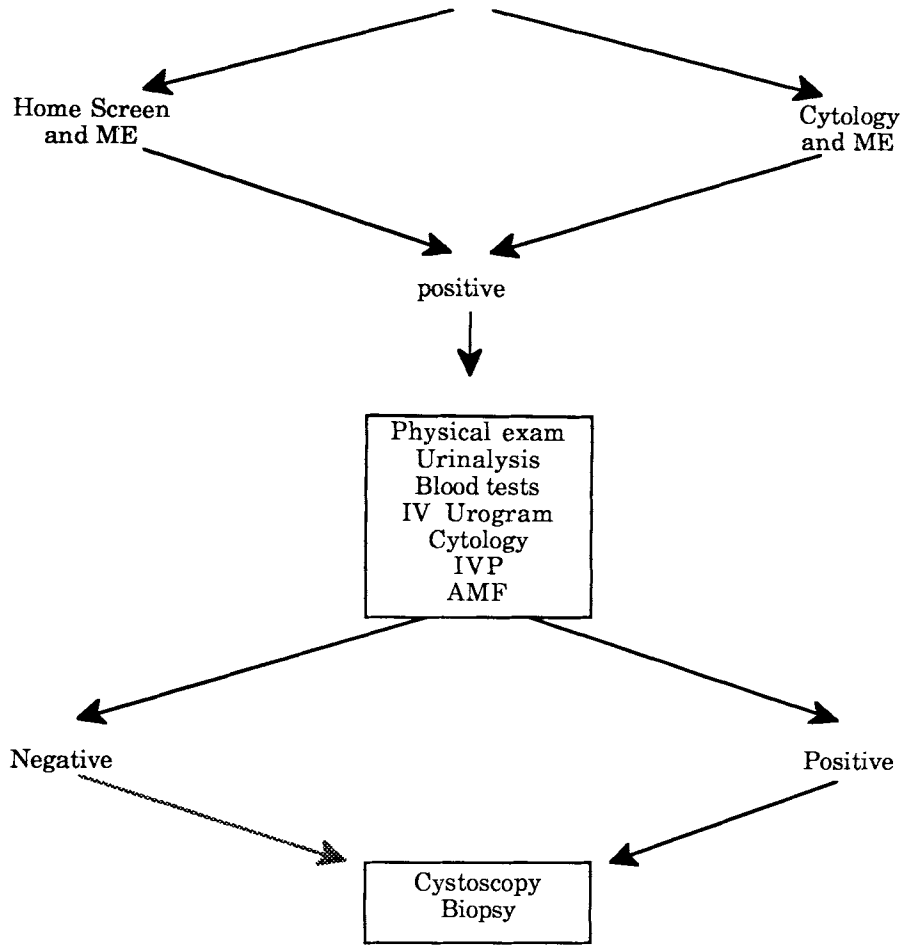 Home Screen
and ME
Cytology
and ME
positive
Physical exam
Urinalysis
Blood tests
IV Urogram
Cytology
IVP
AMF
Negative
Positive
Cystoscopy
Biopsy